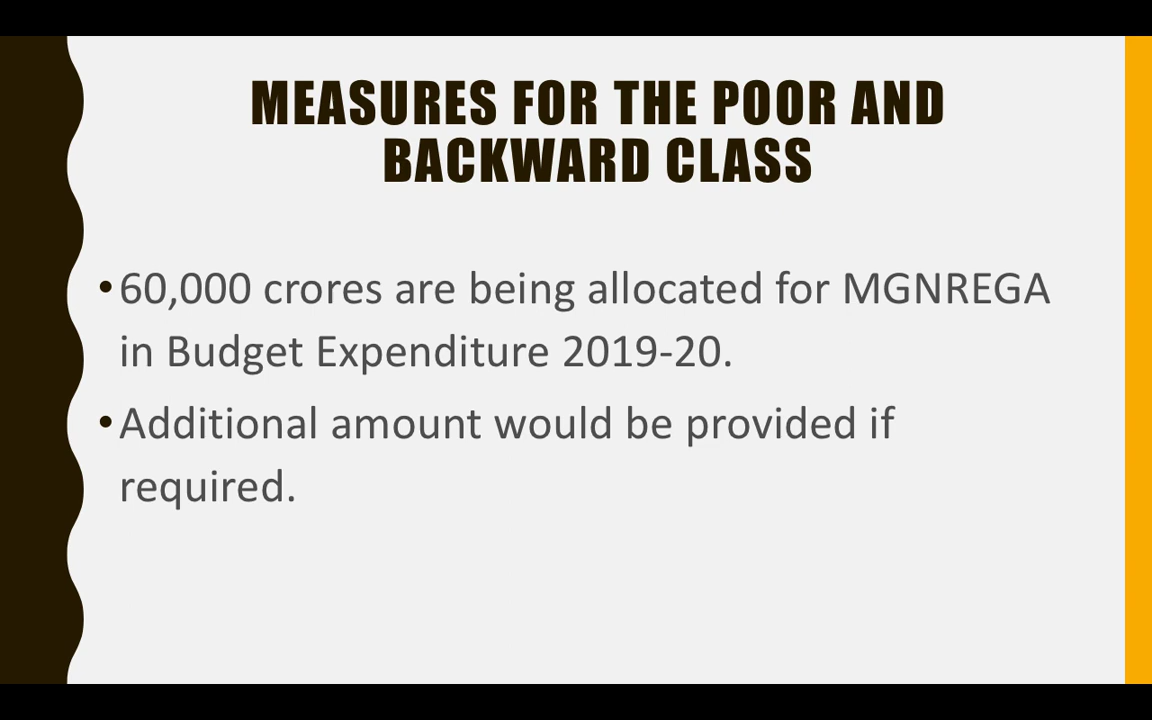 MEASURES FOR THE POOR AND
BACKWARD CLASS
•60,000 crores are being allocated for MGNREGA
in Budget Expenditure 2019-20.
•Additional amount would be provided if
required.